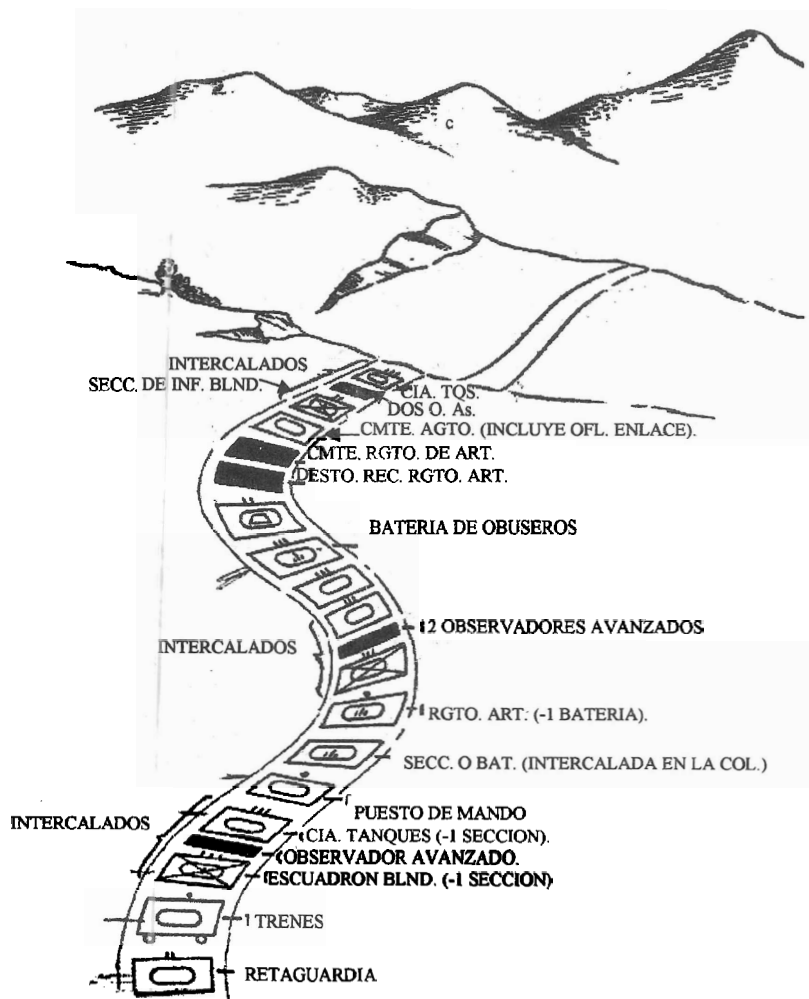 c
INTERCALADOS
SECC. DE INF. BLND.
CIA. TQS.
DOS O. As.
CMTE. AGTO. (INCLUYE OFL. ENLACE).
CMTE. RGTO. DE ART.
DESTO. REC. RGTO. ART.
BATERIA DE OBUSEROS
2 OBSERVADORES AVANZADOS
INTERCALADOS
RGTO. ART: (-1 BATERIA).
SECC. O BAT. (INTERCALADA EN LA COL.)
PUESTO DE MANDO
INTERCALADOS
CIA. TANQUES (-1 SECCION).
OBSERVADOR AVANZADO.
ESCUADRON BLND. (-1 SECCION)
TRENES
RETAGUARDIA